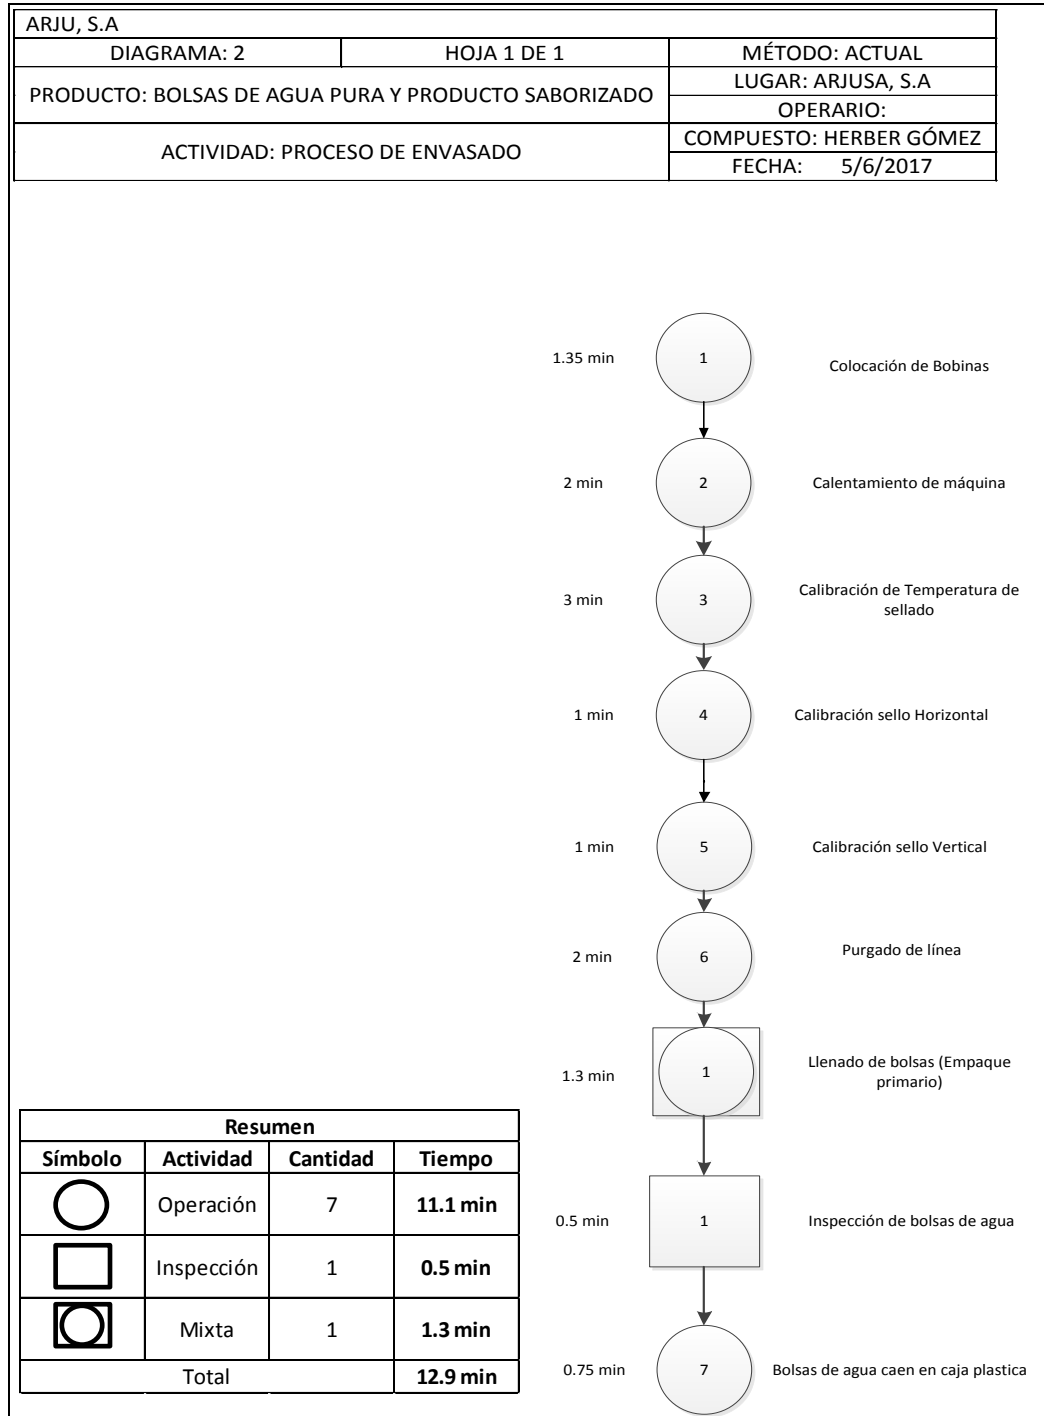 ARJU, S.A
DIAGRAMA: 2 HOJA 1 DE 1 MÉTODO: ACTUAL
PRODUCTO: BOLSAS DE AGUA PURA Y PRODUCTO SABORIZADO
LUGAR: ARJUSA, S.A
OPERARIO:
ACTIVIDAD: PROCESO DE ENVASADO
COMPUESTO: HERBER GÓMEZ
FECHA: 5/6/2017
1.35 min 1 Colocación de Bobinas
2 min 2 Calentamiento de máquina
3 min 3 Calibración de Temperatura de
sellado
1 min 4 Calibración sello Horizontal
1 min 5 Calibración sello Vertical
2 min 6 Purgado de línea
1.3 min 1 Llenado de bolsas (Empaque
primario)
0.5 min 1 Inspección de bolsas de agua
0.75 min 7 Bolsas de agua caen en caja plastica
Resumen
Símbolo Actividad Cantidad Tiempo
Operación 7 11.1 min
Inspección 1 0.5 min
Mixta 1 1.3 min
Total 12.9 min